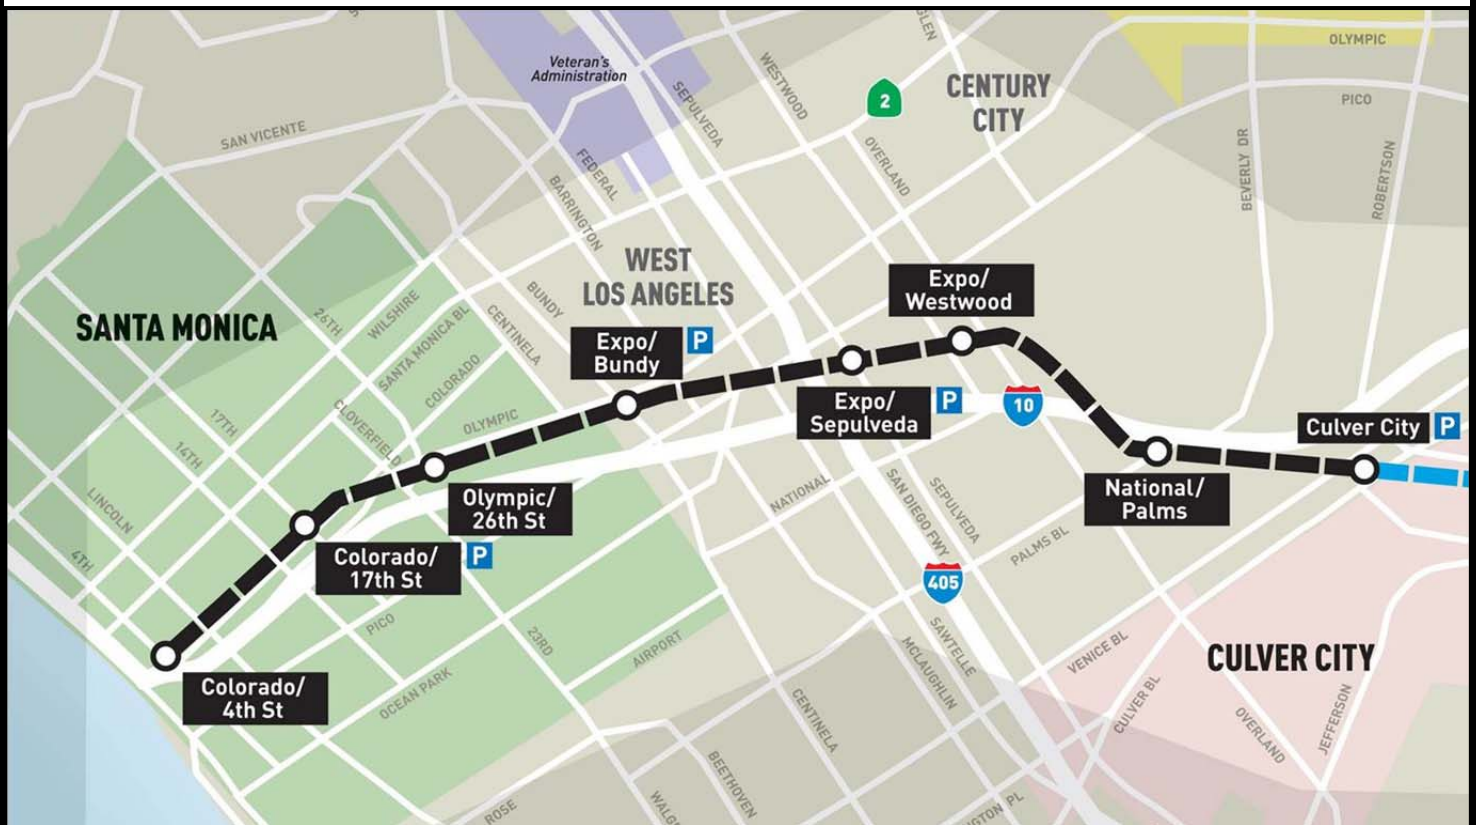 Veteran's
Administration
SAN VICENTE
SEPULVEDA
WESTWOOD
GLEN
2
CENTURY
CITY
OLYMPIC
PICO
BEVERLY DR
ROBERTSON
OVERLAND
FEDERAL
BARRINGTON
WEST
LOS ANGELES
BUNDY
CENTINELA
SANTA MONICA
26TH
WILSHIRE
SANTA MONICA BL
COLORADO
CLOVERFIELD
OLYMPIC
17TH
14TH
LINCOLN
4TH
Expo/
Bundy
P
Expo/
Westwood
Expo/
Sepulveda
P
10
Culver City
P
National/
Palms
Olympic/
26th St
Colorado/
17th St
P
Colorado/
4th St
NATIONAL
SAN DIEGO FWY
SEPULVEDA
PALMS BL
405
PICO
OCEAN PARK
23RD
AIRPORT
SAWTELLE
MCLAUGHLIN
VENICE BL
CULVER BL
CULVER CITY
OVERLAND
JEFFERSON
CENTINELA
BEETHOVEN
ROSE